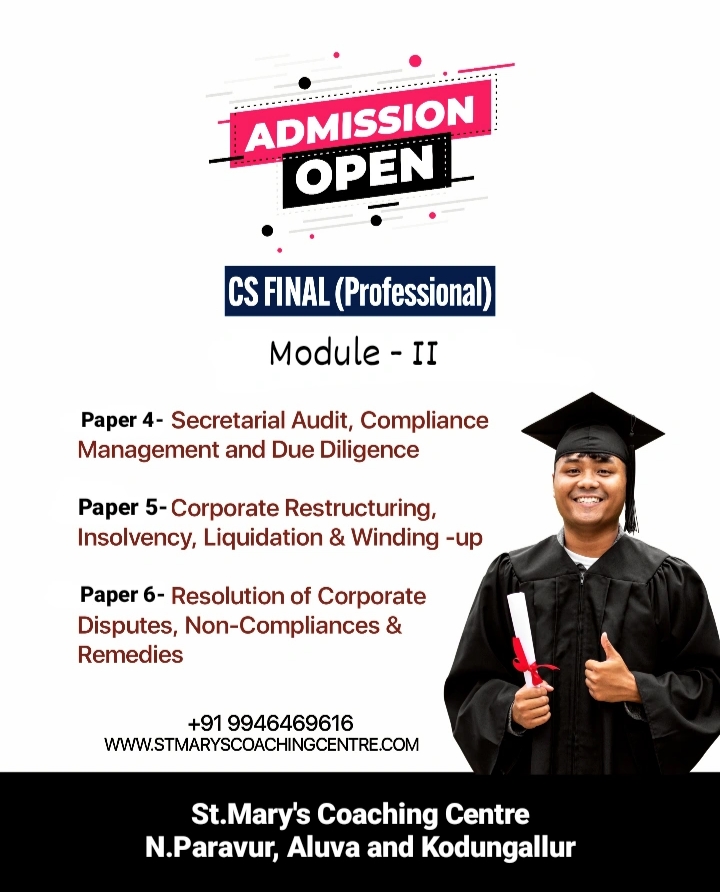 ADMISSION
OPEN
CS FINAL (Professional)
Module - II
Paper 4- Secretarial Audit, Compliance
Management and Due Diligence
Paper 5- Corporate Restructuring,
Insolvency, Liquidation & Winding -up
Paper 6- Resolution of Corporate
Disputes, Non-Compliances &
Remedies
+91 9946469616
WWW.STMARYSCOACHINGCENTRE.COM
St.Mary's Coaching Centre
N.Paravur, Aluva and Kodungallur